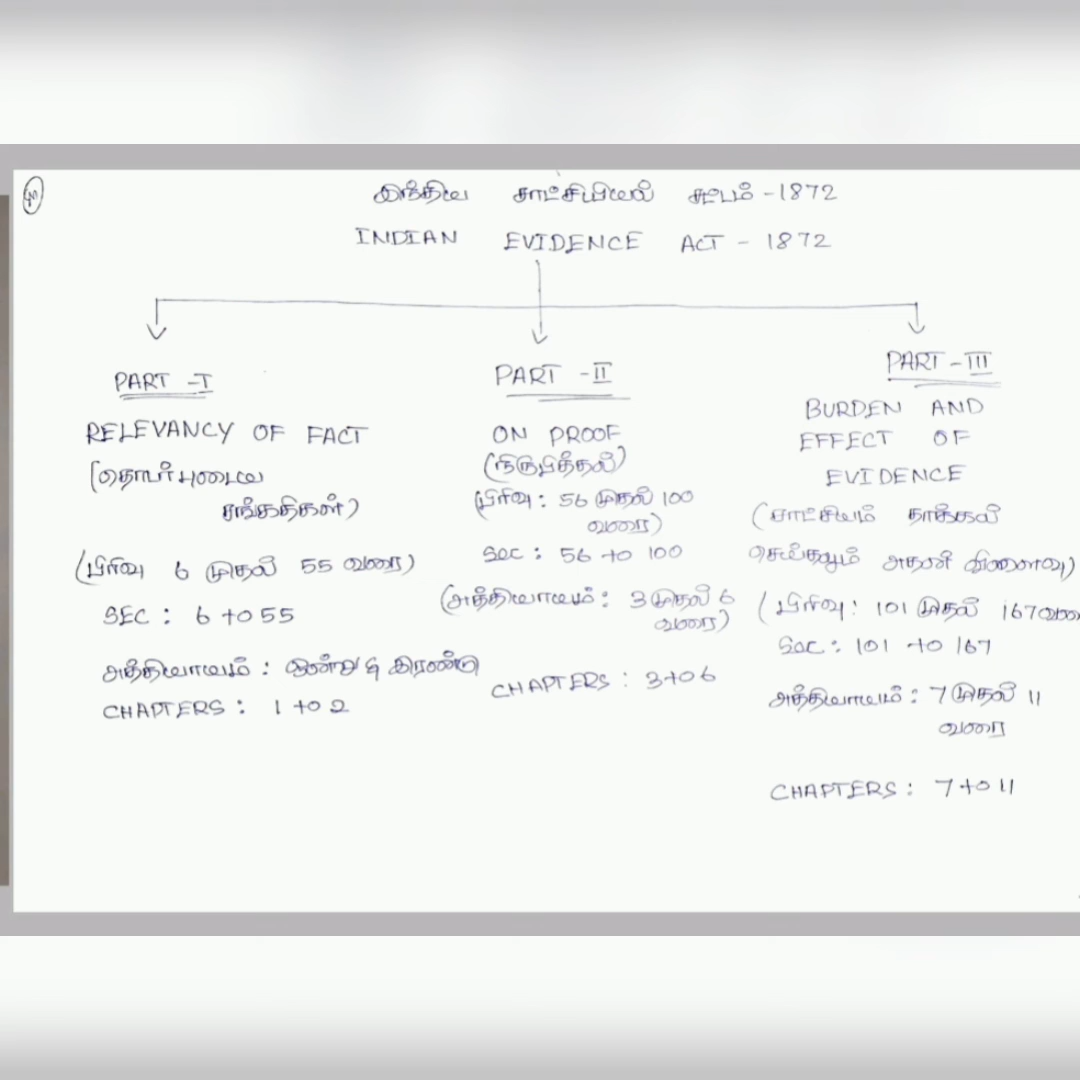 இந்திய சாட்சியியல் சட்டம் - 1872
INDIAN EVIDENCE ACT - 1872
PART - I
RELEVANCY OF FACT
(தொடர்புடைய
சங்கதிகள்)
(பிரிவு 6 முதல் 55 வரை)
SEC : 6 to 55
அத்தியாயம் : ஒன்று & இரண்டு
CHAPTERS : 1 to 2
PART - II
ON PROOF
(நிருபித்தல்)
(பிரிவு : 56 முதல் 100
வரை)
Sec : 56 to 100
(அத்தியாயம் : 3 முதல் 6
வரை)
CHAPTERS : 3 to 6
PART - III
BURDEN AND
EFFECT OF
EVIDENCE
(சாட்சியம் தாக்கல்
செய்தலும் அதன் விளைவு)
(பிரிவு : 101 முதல் 167 வரை
Sec : 101 to 167
அத்தியாயம் : 7 முதல் 11
வரை
CHAPTERS : 7 to 11